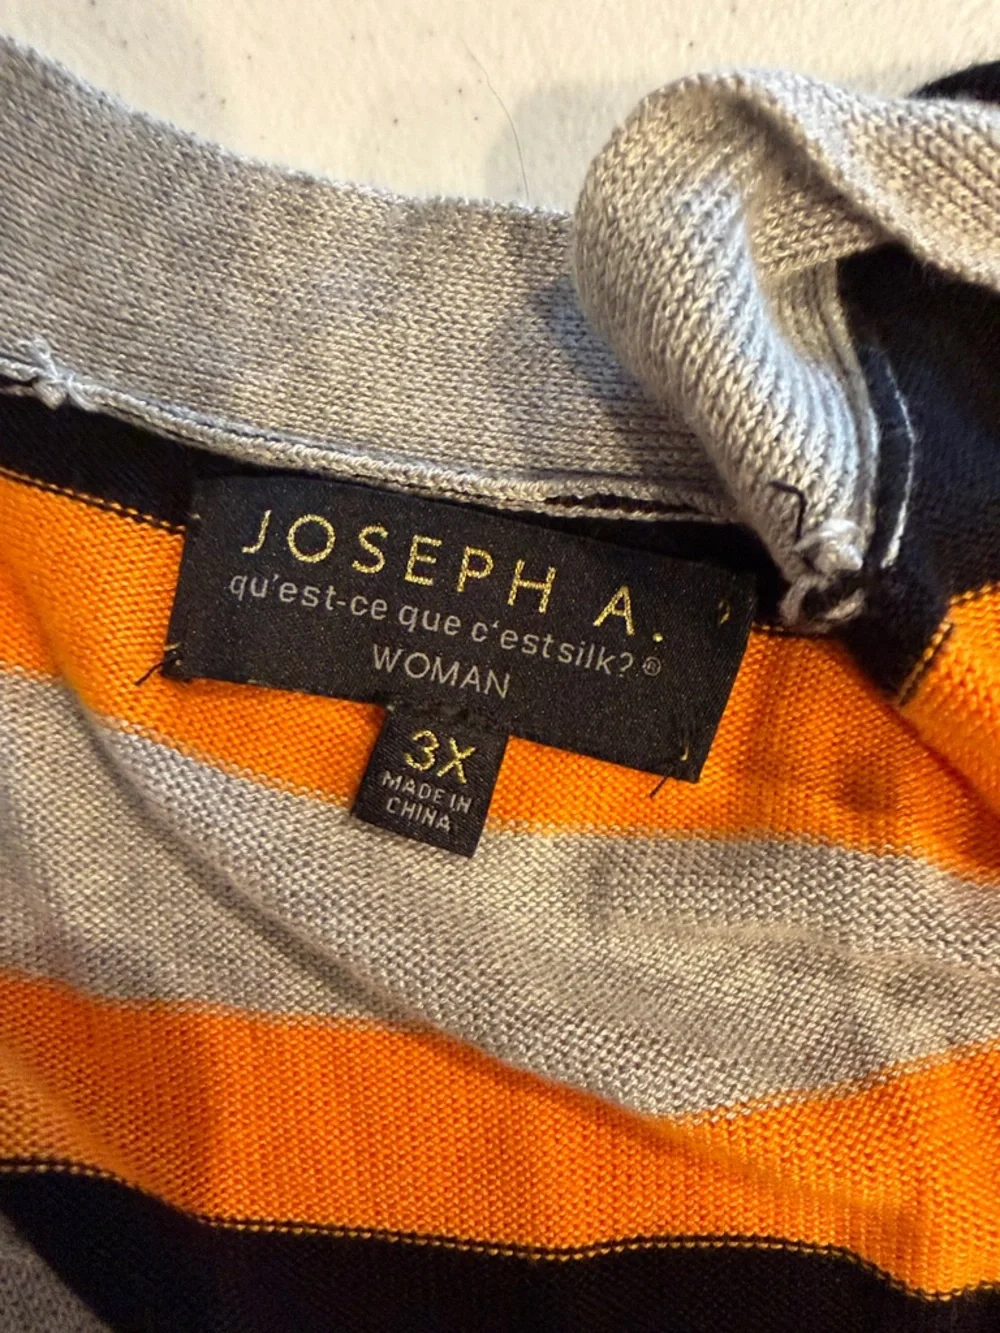 JOSEPH A.
qu'est-ce que c'estsilk?®
WOMAN
3X
MADE IN
CHINA